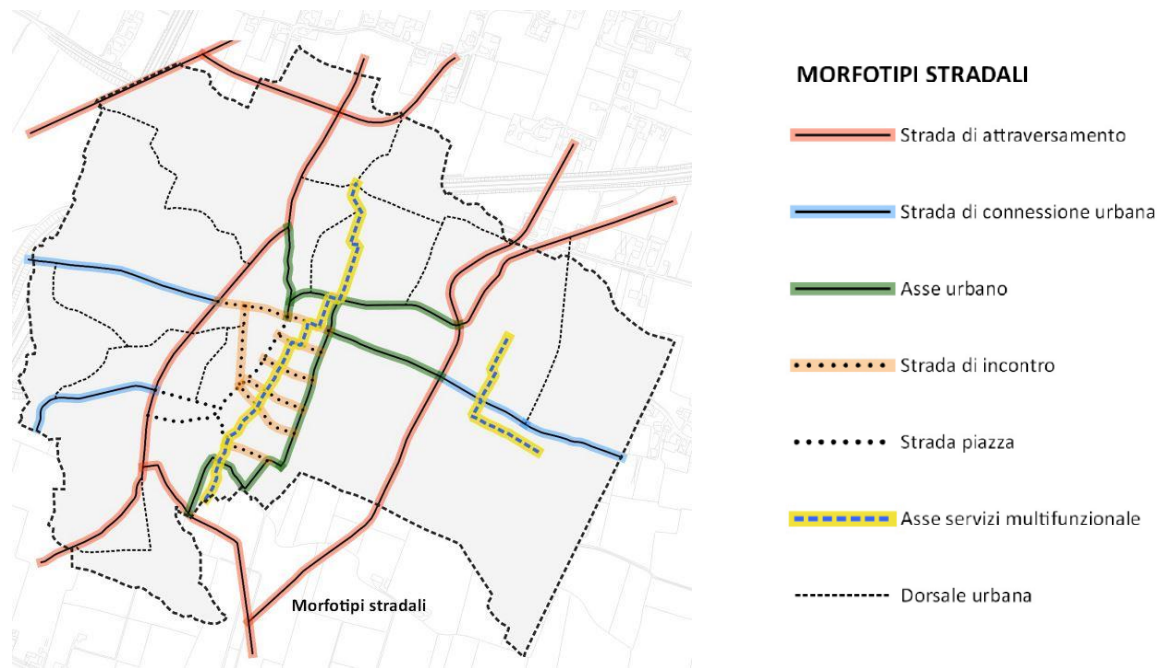 MORFOTIPI STRADALI
Strada di attraversamento
Strada di connessione urbana
Asse urbano
Strada di incontro
Strada piazza
Asse servizi multifunzionale
Dorsale urbana
Morfotipi stradali